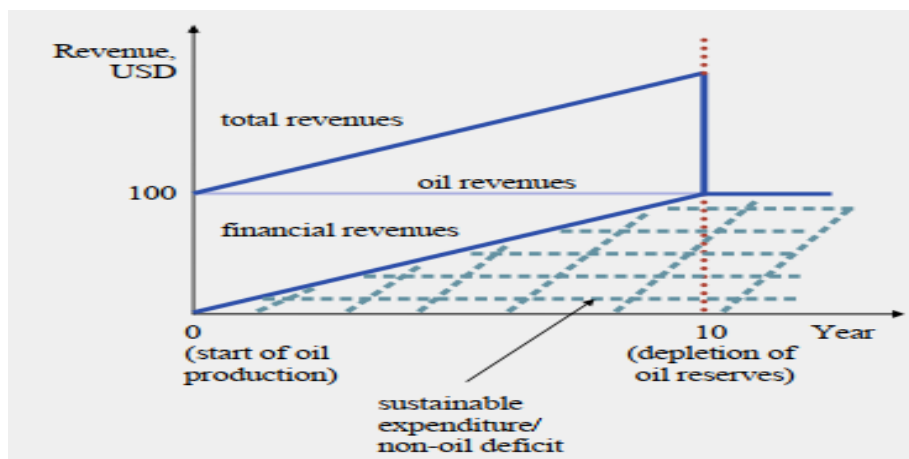 Revenue,
USD
total revenues
100
oil revenues
financial revenues
0
(start of oil
production)
10
Year
(depletion of
oil reserves)
sustainable
expenditure/
non-oil deficit